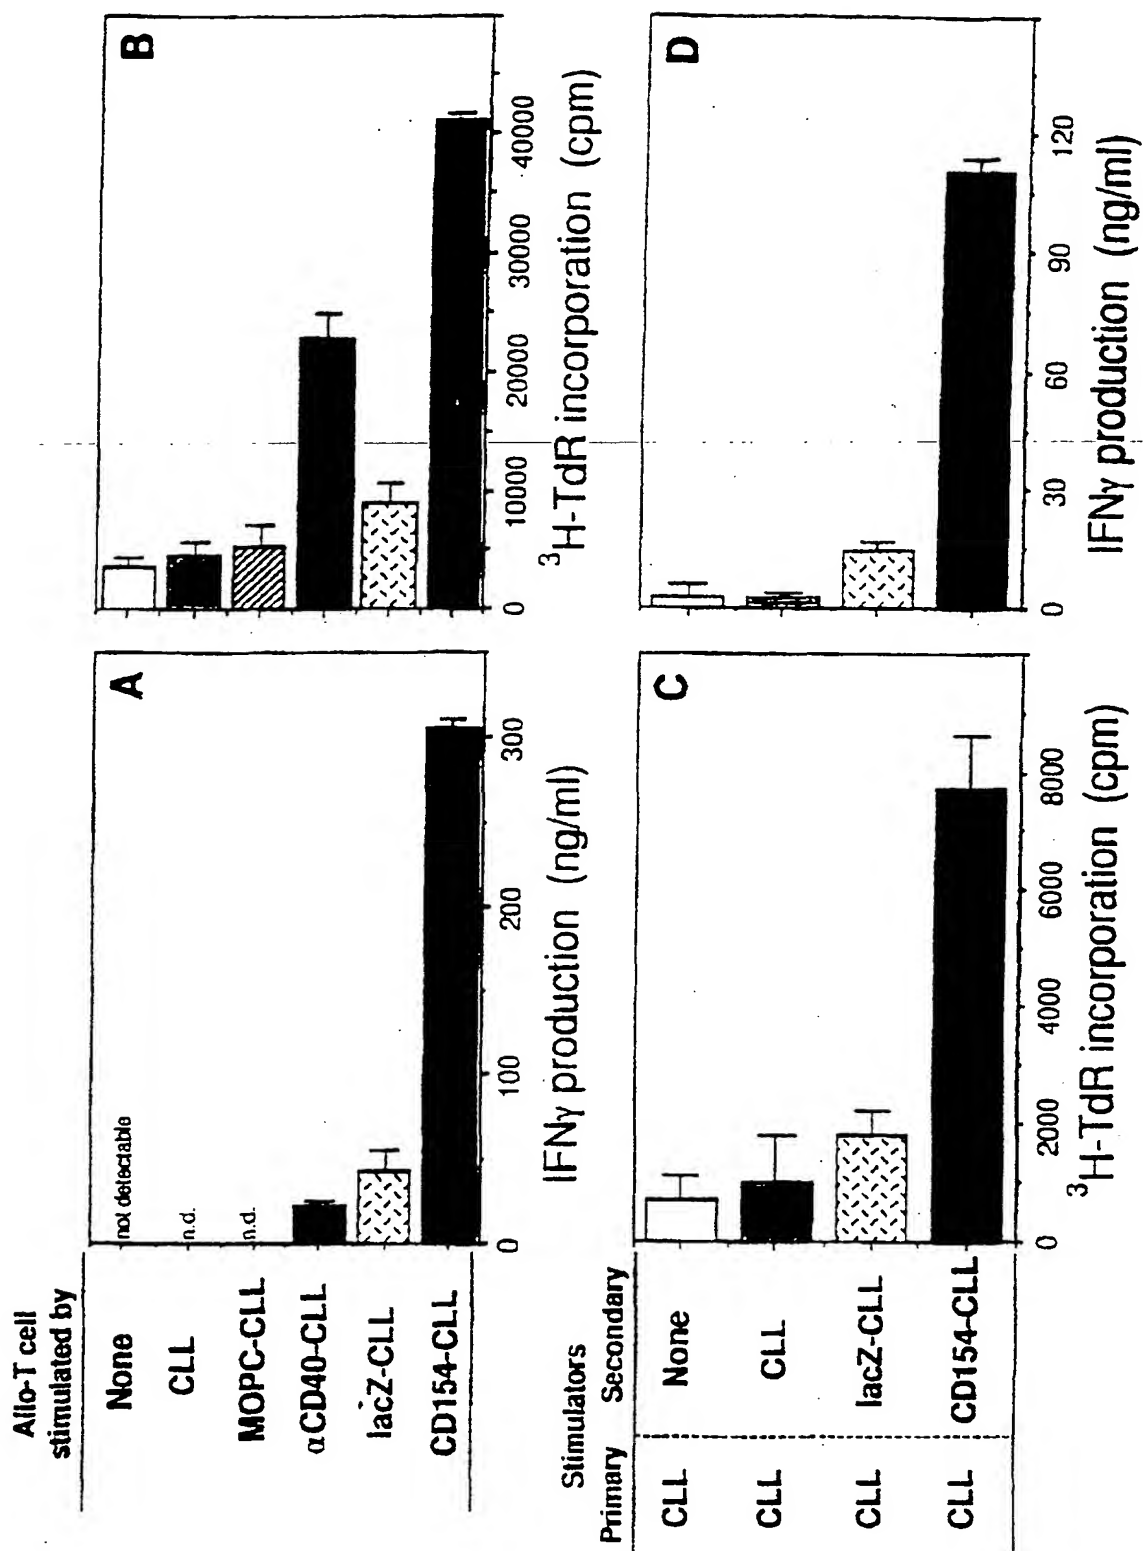 Allo-T cell
stimulated by
None
CLL
MOPC-CLL
αCD40-CLL
lacZ-CLL
CD154-CLL
A
not detectable
n.d.
n.d.
0 100 200 300
IFNγ production (ng/ml)
B
0 10000 20000 30000 40000
³H-TdR incorporation (cpm)
Stimulators
Primary Secondary
CLL None
CLL CLL
CLL lacZ-CLL
CLL CD154-CLL
C
0 2000 4000 6000 8000
³H-TdR incorporation (cpm)
D
0 30 60 90 120
IFNγ production (ng/ml)